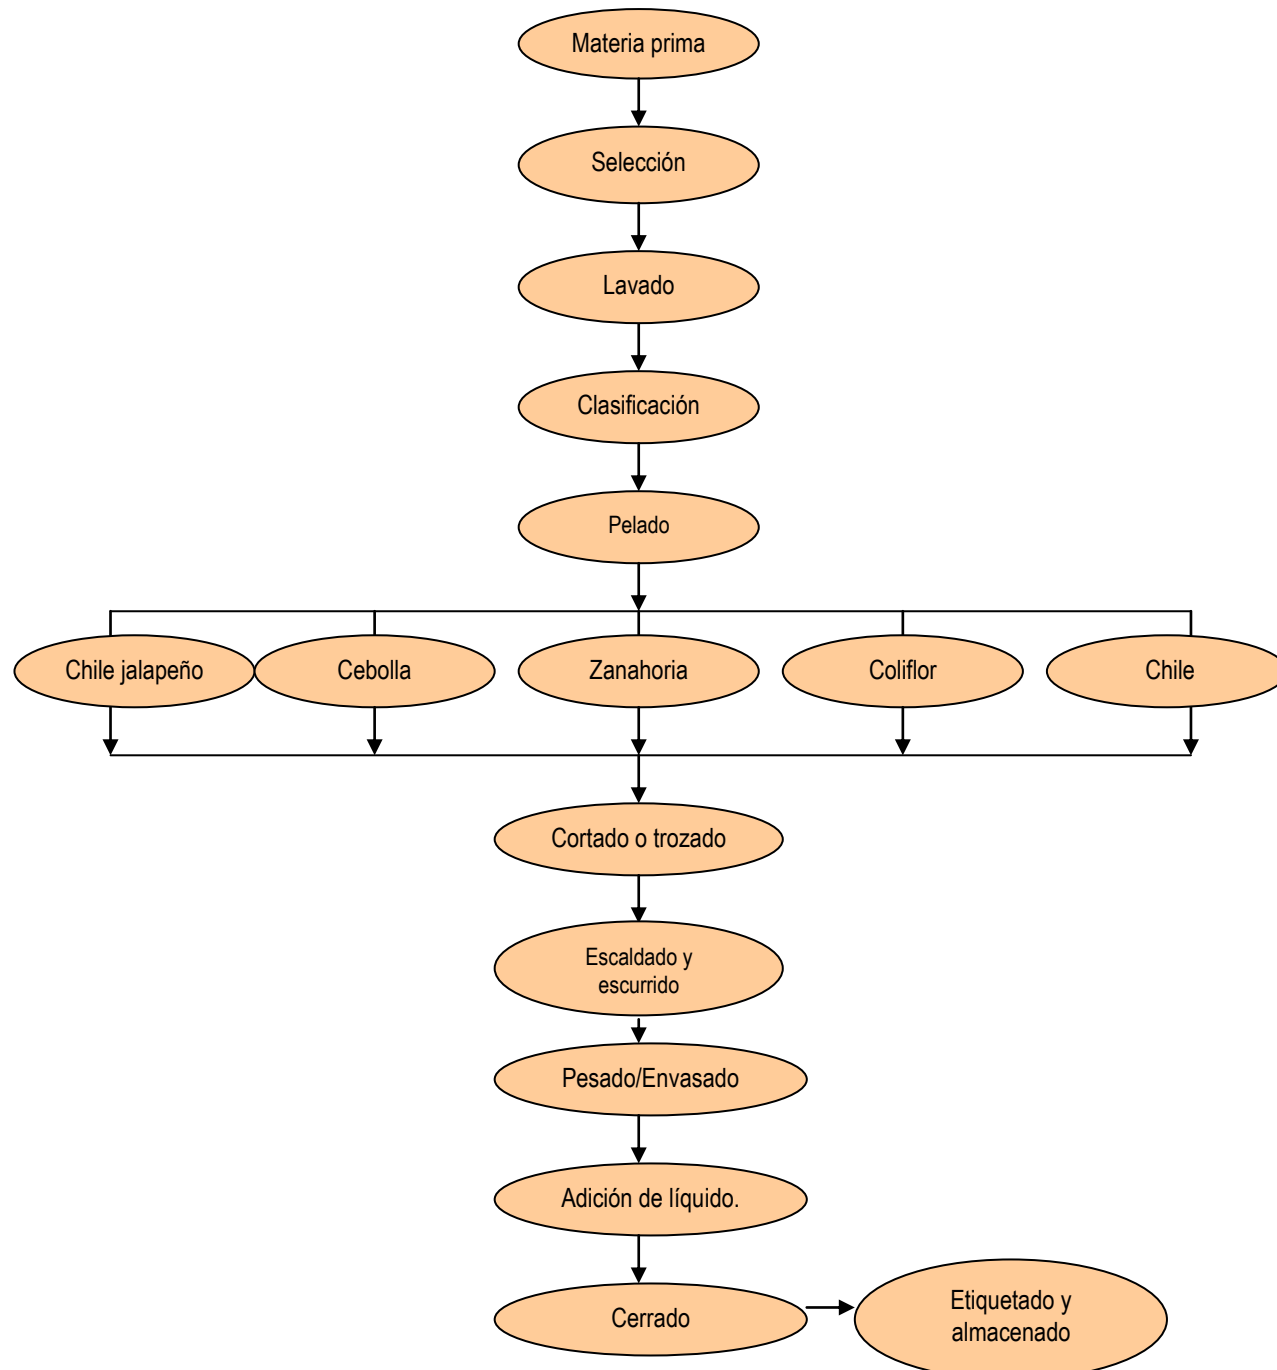 Materia prima
Selección
Lavado
Clasificación
Pelado
Chile jalapeño
Cebolla
Zanahoria
Coliflor
Chile
Cortado o trozado
Escaldado y
escurrido
Pesado/Envasado
Adición de líquido.
Cerrado
Etiquetado y
almacenado